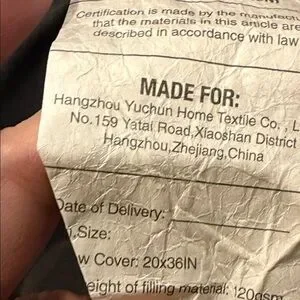 Certification is made by the manufact
that the materials in this article are
described in accordance with law
MADE FOR:
Hangzhou Yuchun Home Textile Co. , L
No.159 Yatai Road,Xiaoshan District
Hangzhou,Zhejiang,China
Date of Delivery:
Size:
w Cover: 20x36IN
eight of filling material: 120gsm